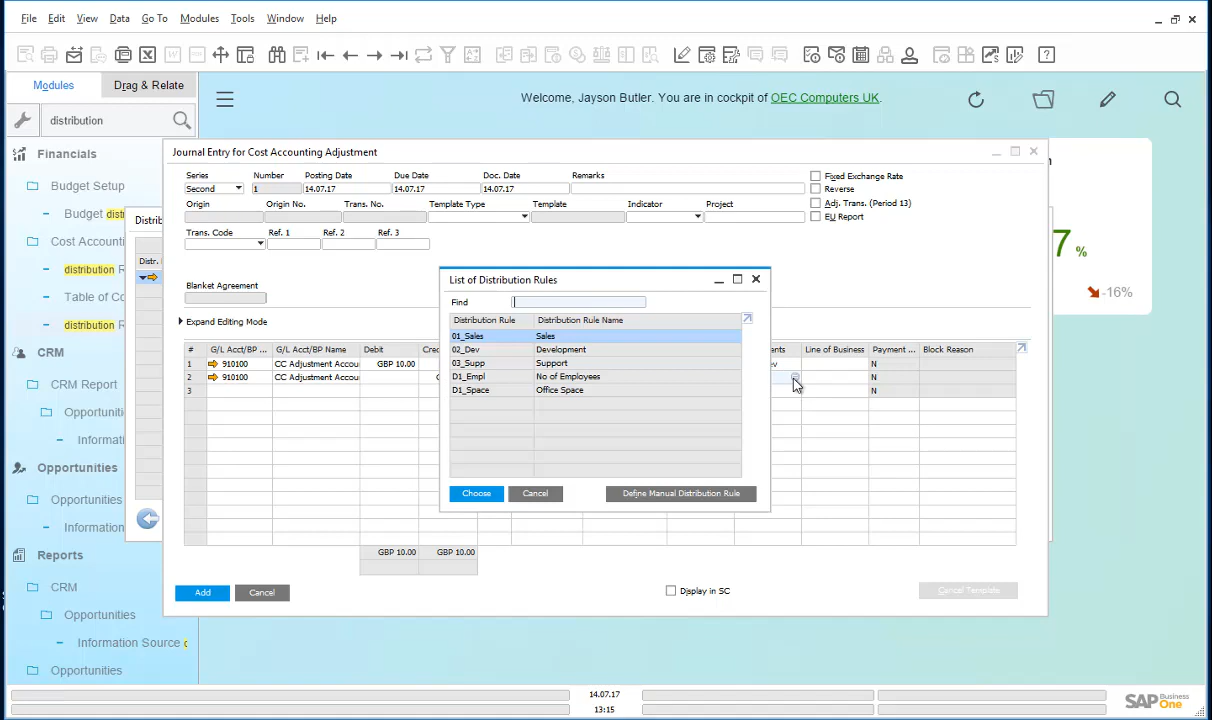 File Edit View Data Go To Modules Tools Window Help
Modules Drag & Relate
Welcome, Jayson Butler. You are in cockpit of OEC Computers UK.
distribution
Financials
Budget Setup
Budget
Cost
distribution
Table of
distribution
CRM
CRM Report
Opportunities
Reports
CRM
Opportunities
Information Source
Opportunities
7 %
-16%
Journal Entry for Cost Accounting Adjustment
Series Number Posting Date Due Date Doc. Date Remarks
Second 1 14.07.17 14.07.17 14.07.17
Origin Origin No. Trans. No. Template Type Template Indicator Project
Trans. Code Ref. 1 Ref. 2 Ref. 3
Fixed Exchange Rate
Reverse
Adj. Trans. (Period 13)
EU Report
Blanket Agreement
Expand Editing Mode
# G/L Acct/BP ... G/L Acct/BP Name Debit Line of Business Payment ... Block Reason
1 910100 CC Adjustment GBP 10.00 N
2 910100 CC Adjustment N
3 N
GBP 10.00 GBP 10.00
Add Cancel
Display in SC
Cancel Template
List of Distribution Rules
Find
Distribution Rule Distribution Rule Name
01_Sales Sales
02_Dev Development
03_Supp Support
D1_Empl No of Employees
D1_Space Office Space
Choose Cancel Define Manual Distribution Rule
14.07.17
13:15
SAP Business One